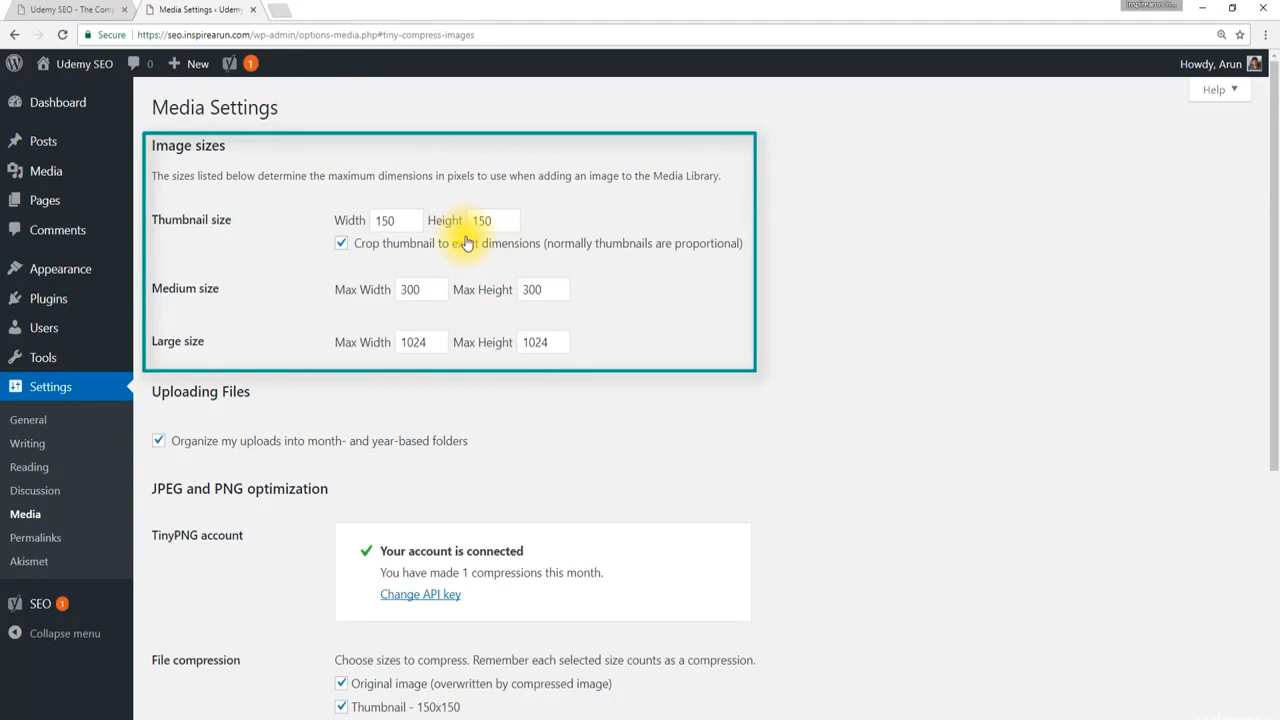 Udemy SEO - The Comp
Media Settings ‹ Udemy
Inspirearun In...
Secure https://seo.inspirearun.com/wp-admin/options-media.php#tiny-compress-images
Udemy SEO 0 New 1 Howdy, Arun
Help
Dashboard
Posts
Media
Pages
Comments
Appearance
Plugins
Users
Tools
Settings
General
Writing
Reading
Discussion
Media
Permalinks
Akismet
SEO 1
Collapse menu
Media Settings
Image sizes
The sizes listed below determine the maximum dimensions in pixels to use when adding an image to the Media Library.
Thumbnail size Width 150 Height 150
Crop thumbnail to exact dimensions (normally thumbnails are proportional)
Medium size Max Width 300 Max Height 300
Large size Max Width 1024 Max Height 1024
Uploading Files
Organize my uploads into month- and year-based folders
JPEG and PNG optimization
TinyPNG account Your account is connected
You have made 1 compressions this month.
Change API key
File compression Choose sizes to compress. Remember each selected size counts as a compression.
Original image (overwritten by compressed image)
Thumbnail - 150x150